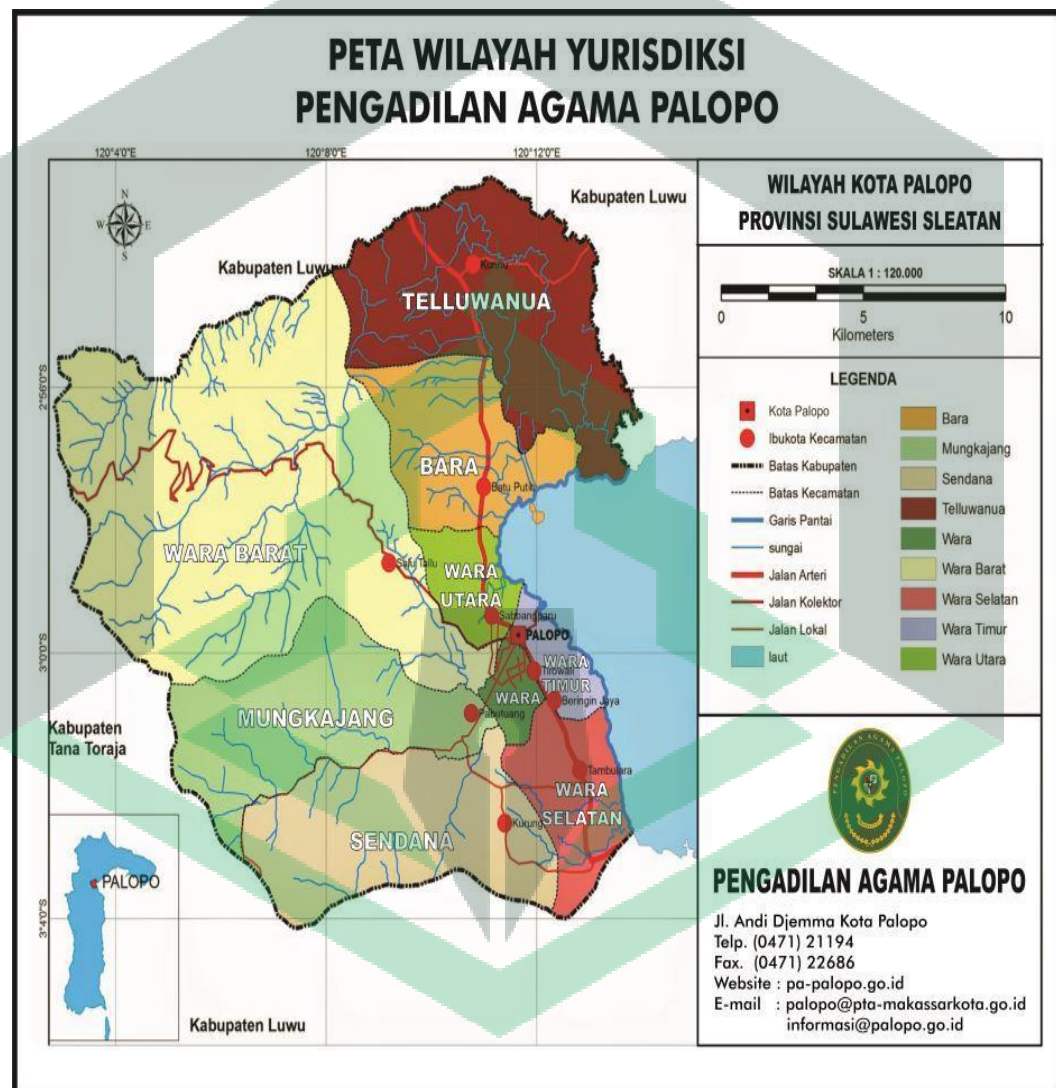 PETA WILAYAH YURISDIKSI
PENGADILAN AGAMA PALOPO
120°4'0"E
120°8'0"E
120°12'0"E
N
W
E
S
Kabupaten Luwu
Kabupaten Luwu
TELLUWANUA
2°56'0"S
BARA
Batu Putih
WARA BARAT
WARA
UTARA
PALOPO
3°0'0"S
WARA
TIMUR
WARA
Beringin Jaya
MUNGKAJANG
Kabupaten
Tana Toraja
WARA
SELATAN
SENDANA
3°4'0"S
PALOPO
Kabupaten Luwu
WILAYAH KOTA PALOPO
PROVINSI SULAWESI SLEATAN
SKALA 1 : 120.000
0
5
10
Kilometers
LEGENDA
Kota Palopo
Ibukota Kecamatan
Batas Kabupaten
Batas Kecamatan
Garis Pantai
sungai
Jalan Arteri
Jalan Kolektor
Jalan Lokal
laut
Bara
Mungkajang
Sendana
Telluwanua
Wara
Wara Barat
Wara Selatan
Wara Timur
Wara Utara
PENGADILAN AGAMA PALOPO
PENGADILAN AGAMA PALOPO
Jl. Andi Djemma Kota Palopo
Telp. (0471) 21194
Fax. (0471) 22686
Website : pa-palopo.go.id
E-mail : palopo@pta-makassarkota.go.id
informasi@palopo.go.id